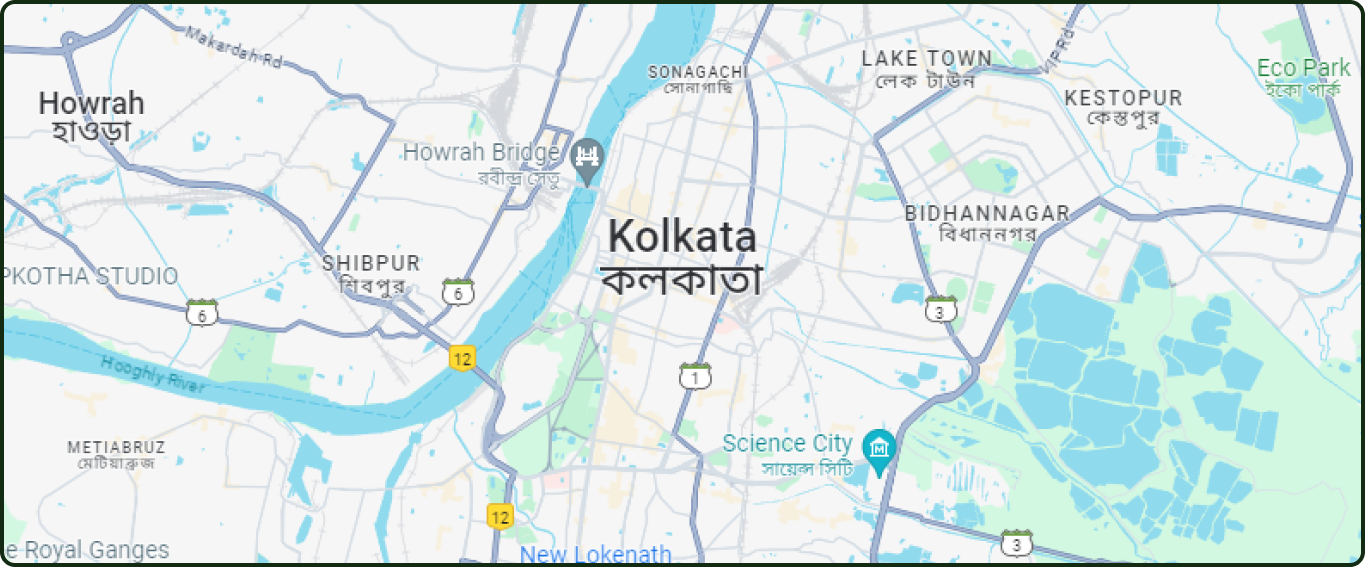 Makardah Rd
SONAGACHI
সোনাগাছি
LAKE TOWN
লেক টাউন
VIP Rd
Eco Park
ইকো পার্ক
Howrah
হাওড়া
KESTOPUR
কেস্তপুর
Howrah Bridge
রবীন্দ্র সেতু
Kolkata
কলকাতা
BIDHANNAGAR
বিধাননগর
SHIBPUR
শিবপুর
PKOTHA STUDIO
6
6
3
12
1
Hooghly River
METIABRUZ
মেটিয়াব্রুজ
Science City
সায়েন্স সিটি
12
3
e Royal Ganges
New Lokenath